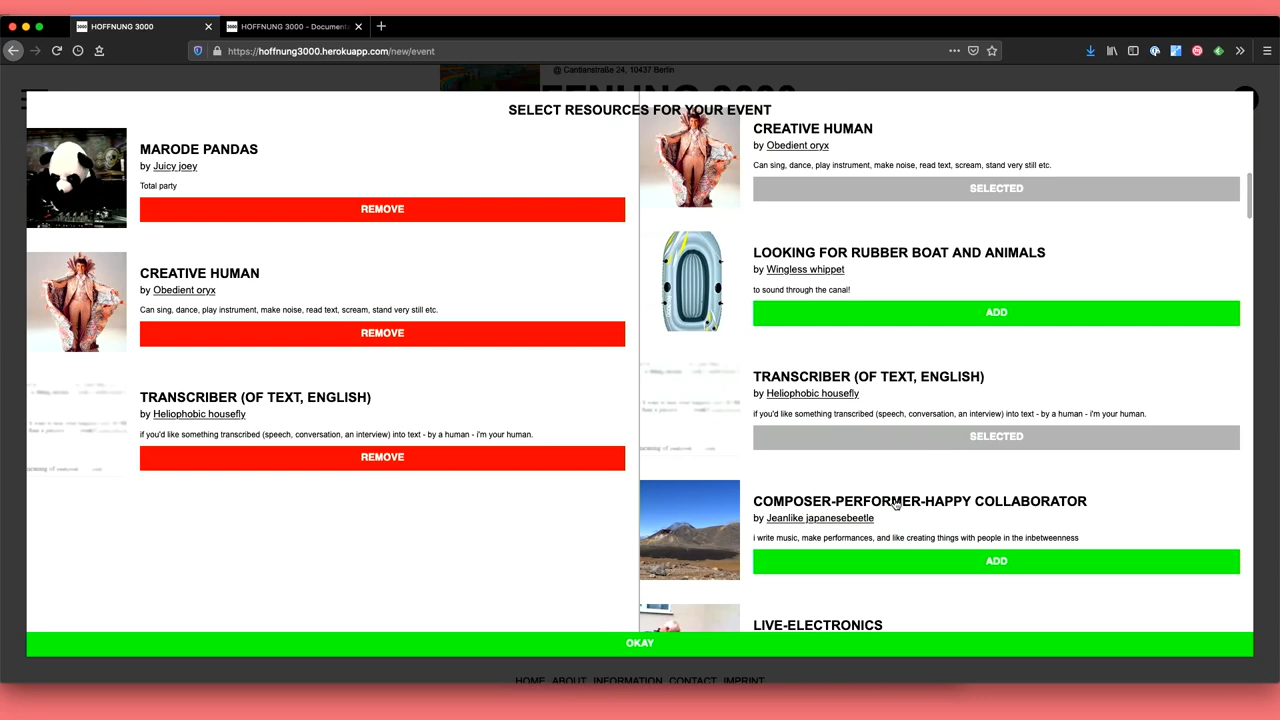 HOFFNUNG 3000
HOFFNUNG 3000 - Documenta
https://hoffnung3000.herokuapp.com/new/event
@ Cantianstraße 24, 10437 Berlin
SELECT RESOURCES FOR YOUR EVENT
MARODE PANDAS
by Juicy joey
Total party
REMOVE
CREATIVE HUMAN
by Obedient oryx
Can sing, dance, play instrument, make noise, read text, scream, stand very still etc.
REMOVE
TRANSCRIBER (OF TEXT, ENGLISH)
by Heliophobic housefly
if you'd like something transcribed (speech, conversation, an interview) into text - by a human - i'm your human.
REMOVE
CREATIVE HUMAN
by Obedient oryx
Can sing, dance, play instrument, make noise, read text, scream, stand very still etc.
SELECTED
LOOKING FOR RUBBER BOAT AND ANIMALS
by Wingless whippet
to sound through the canal!
ADD
TRANSCRIBER (OF TEXT, ENGLISH)
by Heliophobic housefly
if you'd like something transcribed (speech, conversation, an interview) into text - by a human - i'm your human.
SELECTED
COMPOSER-PERFORMER-HAPPY COLLABORATOR
by Jeanlike japanesebeetle
i write music, make performances, and like creating things with people in the inbetweenness
ADD
LIVE-ELECTRONICS
OKAY
HOME ABOUT INFORMATION CONTACT IMPRINT